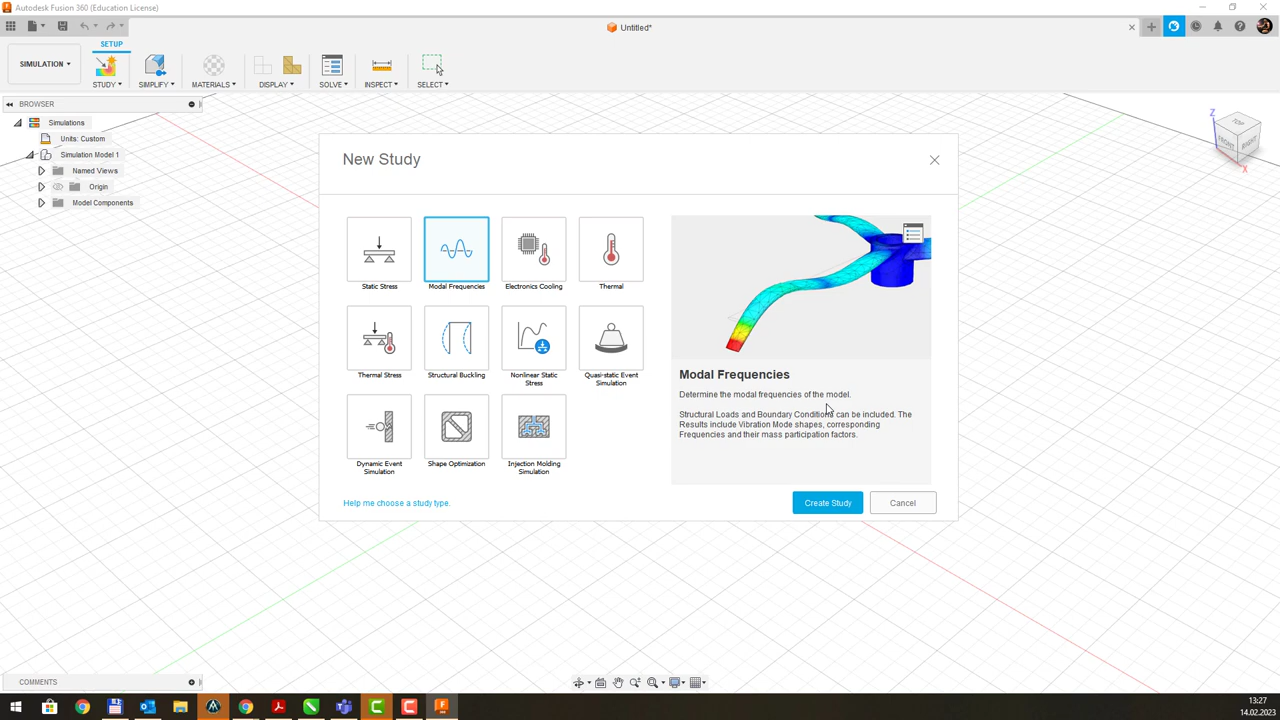 Autodesk Fusion 360 (Education License)
Untitled*
SETUP
SIMULATION
STUDY
SIMPLIFY
MATERIALS
DISPLAY
SOLVE
INSPECT
SELECT
BROWSER
Simulations
Units: Custom
Simulation Model 1
Named Views
Origin
Model Components
Z
TOP
FRONT
RIGHT
X
New Study
Static Stress
Modal Frequencies
Electronics Cooling
Thermal
Thermal Stress
Structural Buckling
Nonlinear Static
Stress
Quasi-static Event
Simulation
Dynamic Event
Simulation
Shape Optimization
Injection Molding
Simulation
Modal Frequencies
Determine the modal frequencies of the model.
Structural Loads and Boundary Conditions can be included. The
Results include Vibration Mode shapes, corresponding
Frequencies and their mass participation factors.
Help me choose a study type.
Create Study
Cancel
COMMENTS
13:27
14.02.2023